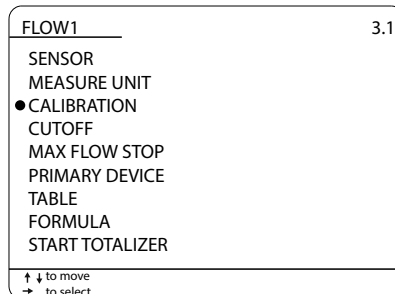 FLOW1 3.1
SENSOR
MEASURE UNIT
CALIBRATION
CUTOFF
MAX FLOW STOP
PRIMARY DEVICE
TABLE
FORMULA
START TOTALIZER
↑ ↓ to move
→ to select